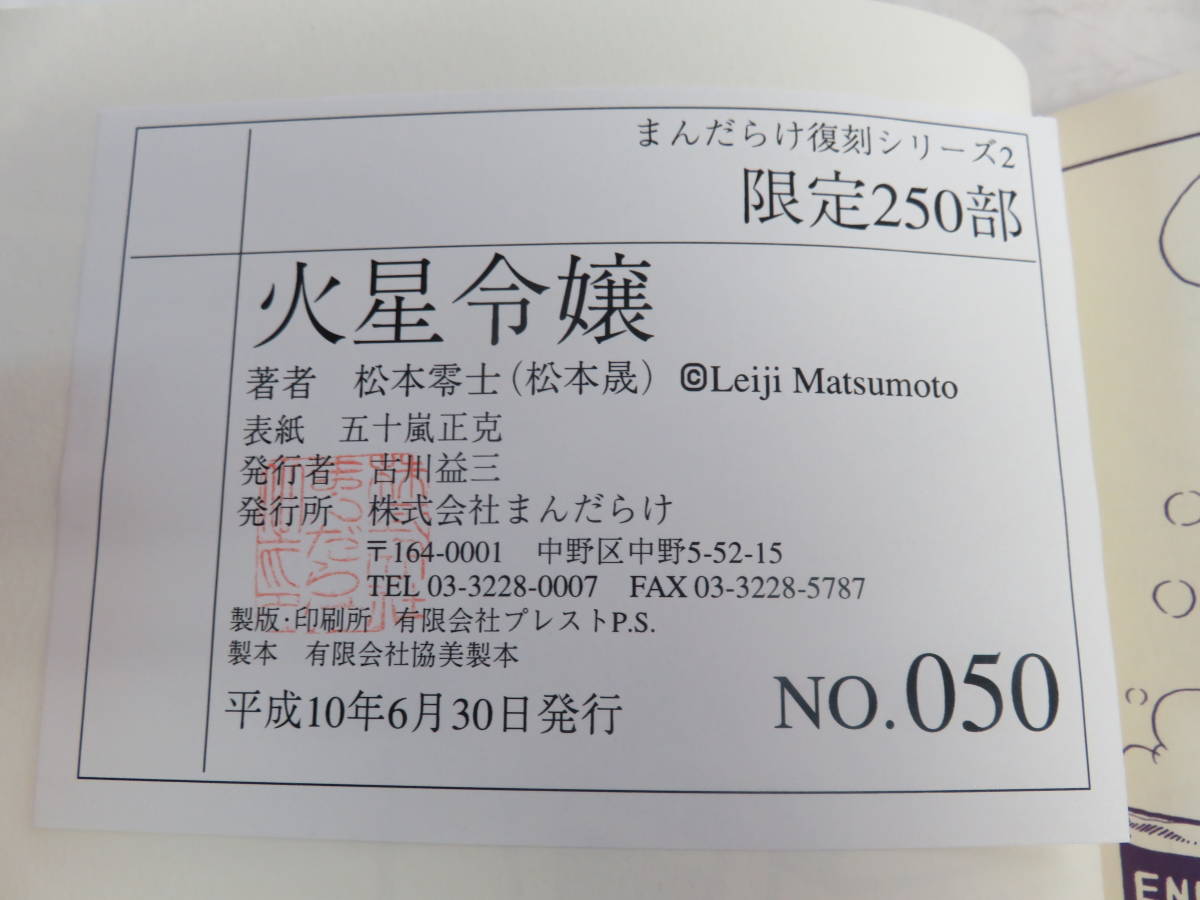 まんだらけ復刻シリーズ2
限定250部
火星令嬢
著者 松本零士(松本晟) ©Leiji Matsumoto
表紙 五十嵐正克
発行者 古川益三
発行所 株式会社まんだらけ
〒164-0001 中野区中野5-52-15
TEL 03-3228-0007 FAX 03-3228-5787
製版・印刷所 有限会社プレストP.S.
製本 有限会社協美製本
平成10年6月30日発行
NO.050